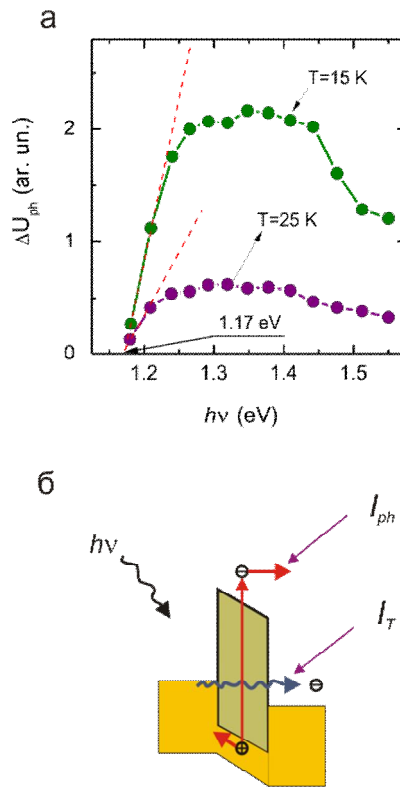 а
ΔU_ph (ar. un.)
2
1
0
T=15 K
T=25 K
1.17 eV
1.2 1.3 1.4 1.5
hν (eV)
б
hν
I_ph
I_T
⊖
⊖
⊕